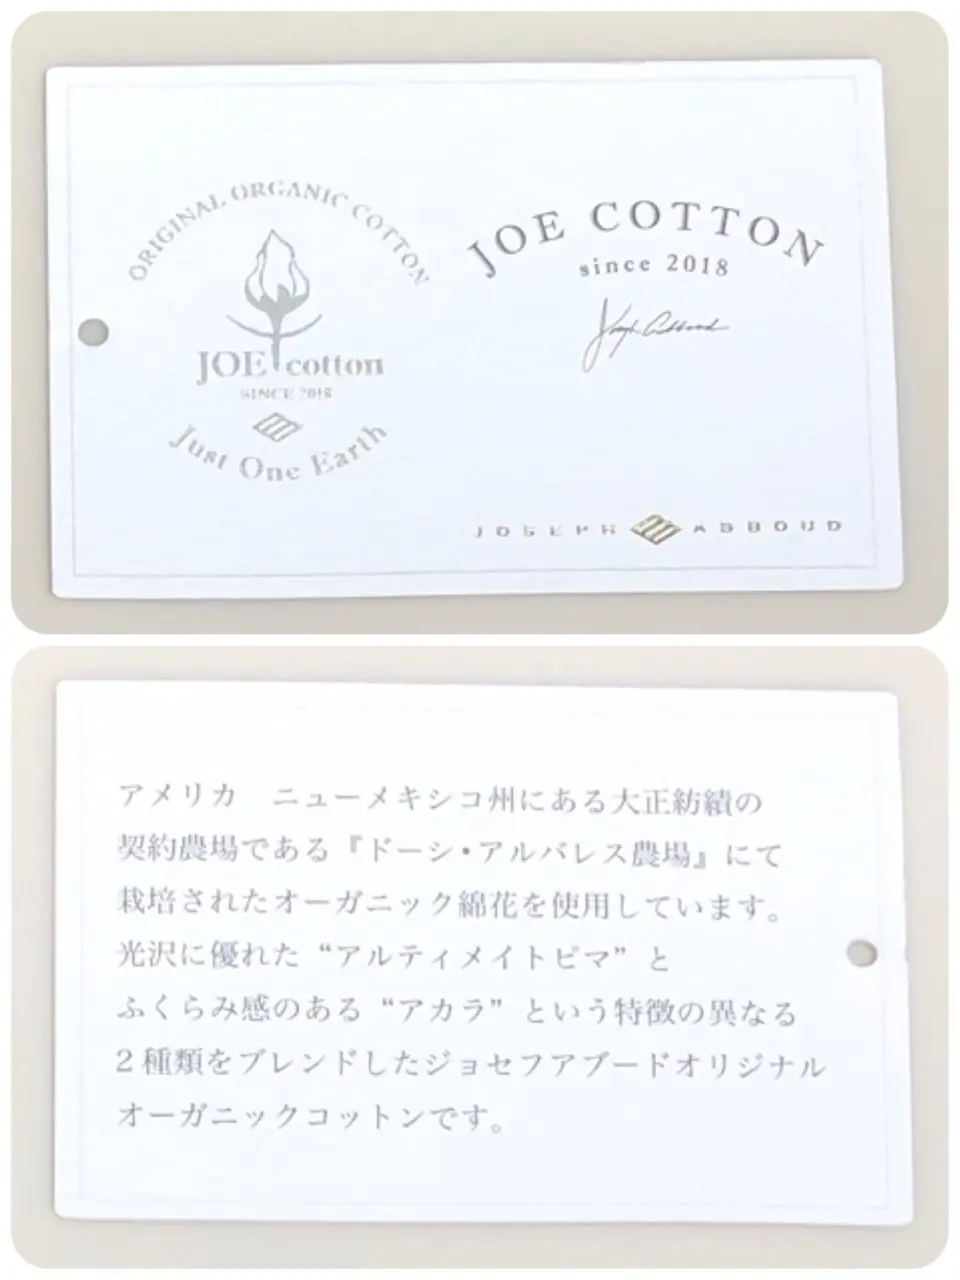 ORIGINAL ORGANIC COTTON
JOE cotton
SINCE 2018
Just One Earth
JOE COTTON
since 2018
Joseph Abboud
JOSEPH ABBOUD
アメリカ　ニューメキシコ州にある大正紡績の
契約農場である『ドーシ・アルバレス農場』にて
栽培されたオーガニック綿花を使用しています。
光沢に優れた“アルティメイトピマ”と
ふくらみ感のある“アカラ”という特徴の異なる
2種類をブレンドしたジョセフアブードオリジナル
オーガニックコットンです。